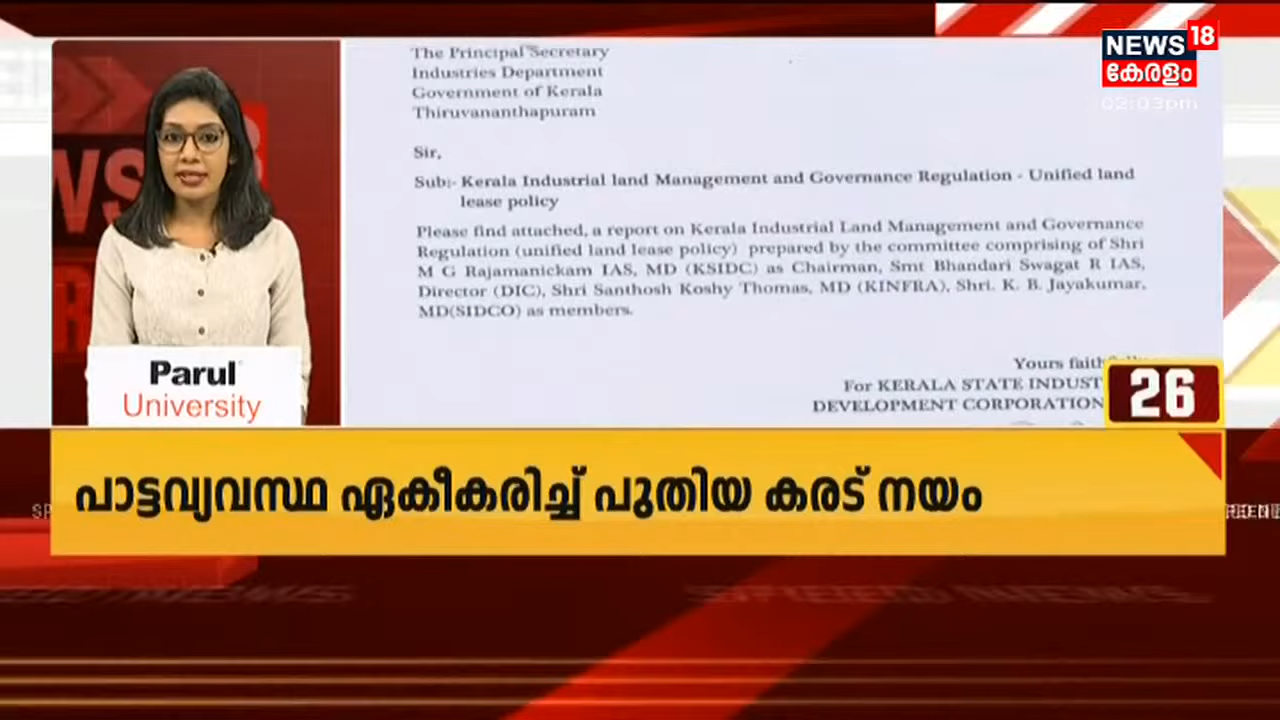 NEWS 18
കേരളം
02:03pm
The Principal Secretary
Industries Department
Government of Kerala
Thiruvananthapuram
Sir,
Sub:- Kerala Industrial land Management and Governance Regulation - Unified land
lease policy
Please find attached, a report on Kerala Industrial Land Management and Governance
Regulation (unified land lease policy) prepared by the committee comprising of Shri
M G Rajamanickam IAS, MD (KSIDC) as Chairman, Smt Bhandari Swagat R IAS,
Director (DIC), Shri Santhosh Koshy Thomas, MD (KINFRA), Shri. K. B. Jayakumar,
MD(SIDCO) as members.
Yours
For KERALA STATE
DEVELOPMENT CORPORATION
Parul
University
26
പാട്ടവ്യവസ്ഥ ഏകീകരിച്ച് പുതിയ കരട് നയം